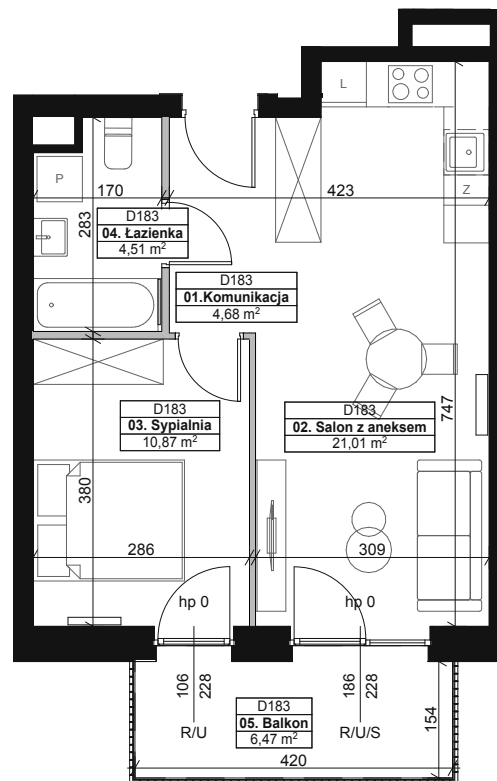 L
P
Z
170
423
283
D183
04. Łazienka
4,51 m²
D183
01.Komunikacja
4,68 m²
D183
03. Sypialnia
10,87 m²
D183
02. Salon z aneksem
21,01 m²
747
380
286
309
hp 0
hp 0
106
228
186
228
R/U
R/U/S
D183
05. Balkon
6,47 m²
154
420